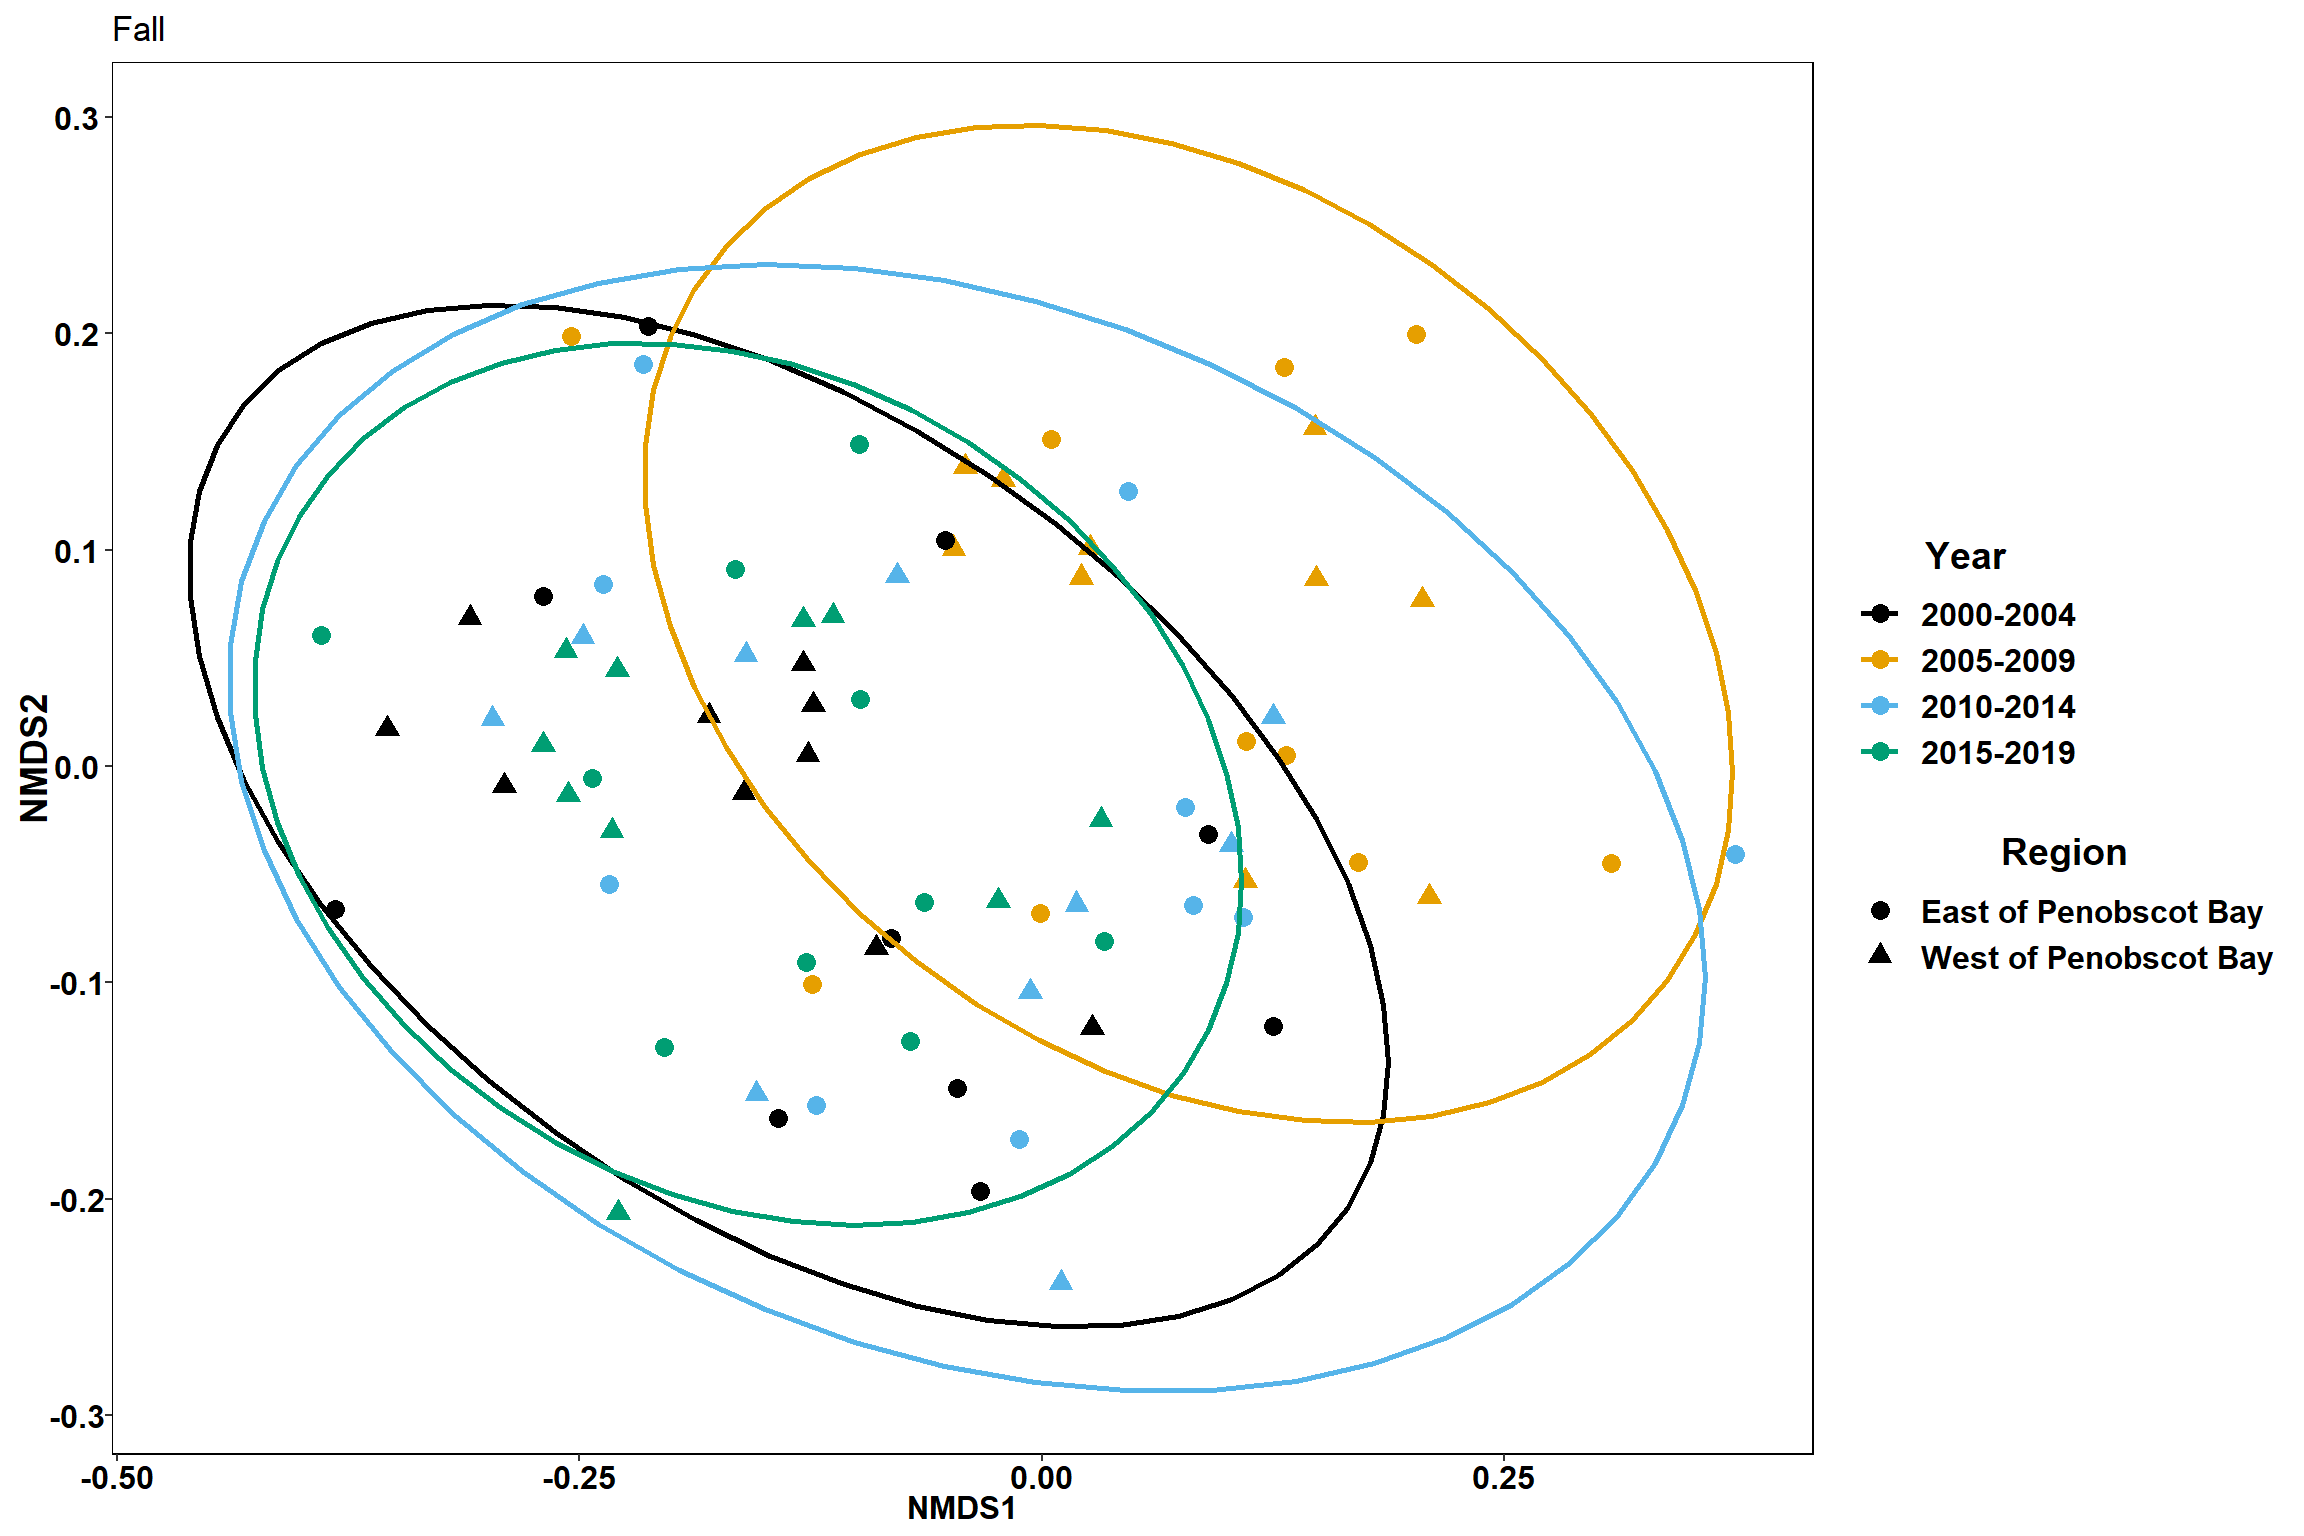 Fall
0.3
0.2
0.1
0.0
-0.1
-0.2
-0.3
NMDS2
-0.50
-0.25
0.00
0.25
NMDS1
Year
2000-2004
2005-2009
2010-2014
2015-2019
Region
East of Penobscot Bay
West of Penobscot Bay